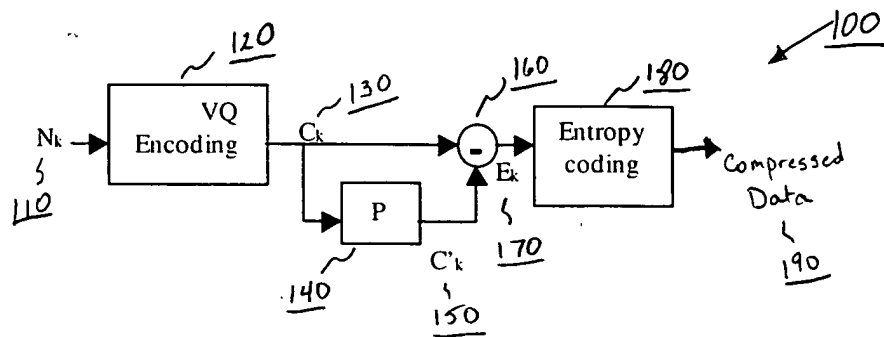 100
120
160
180
130
VQ
Encoding
Nk
Ck
-
Entropy
coding
Compressed
Data
Ek
110
P
170
C'k
190
140
150